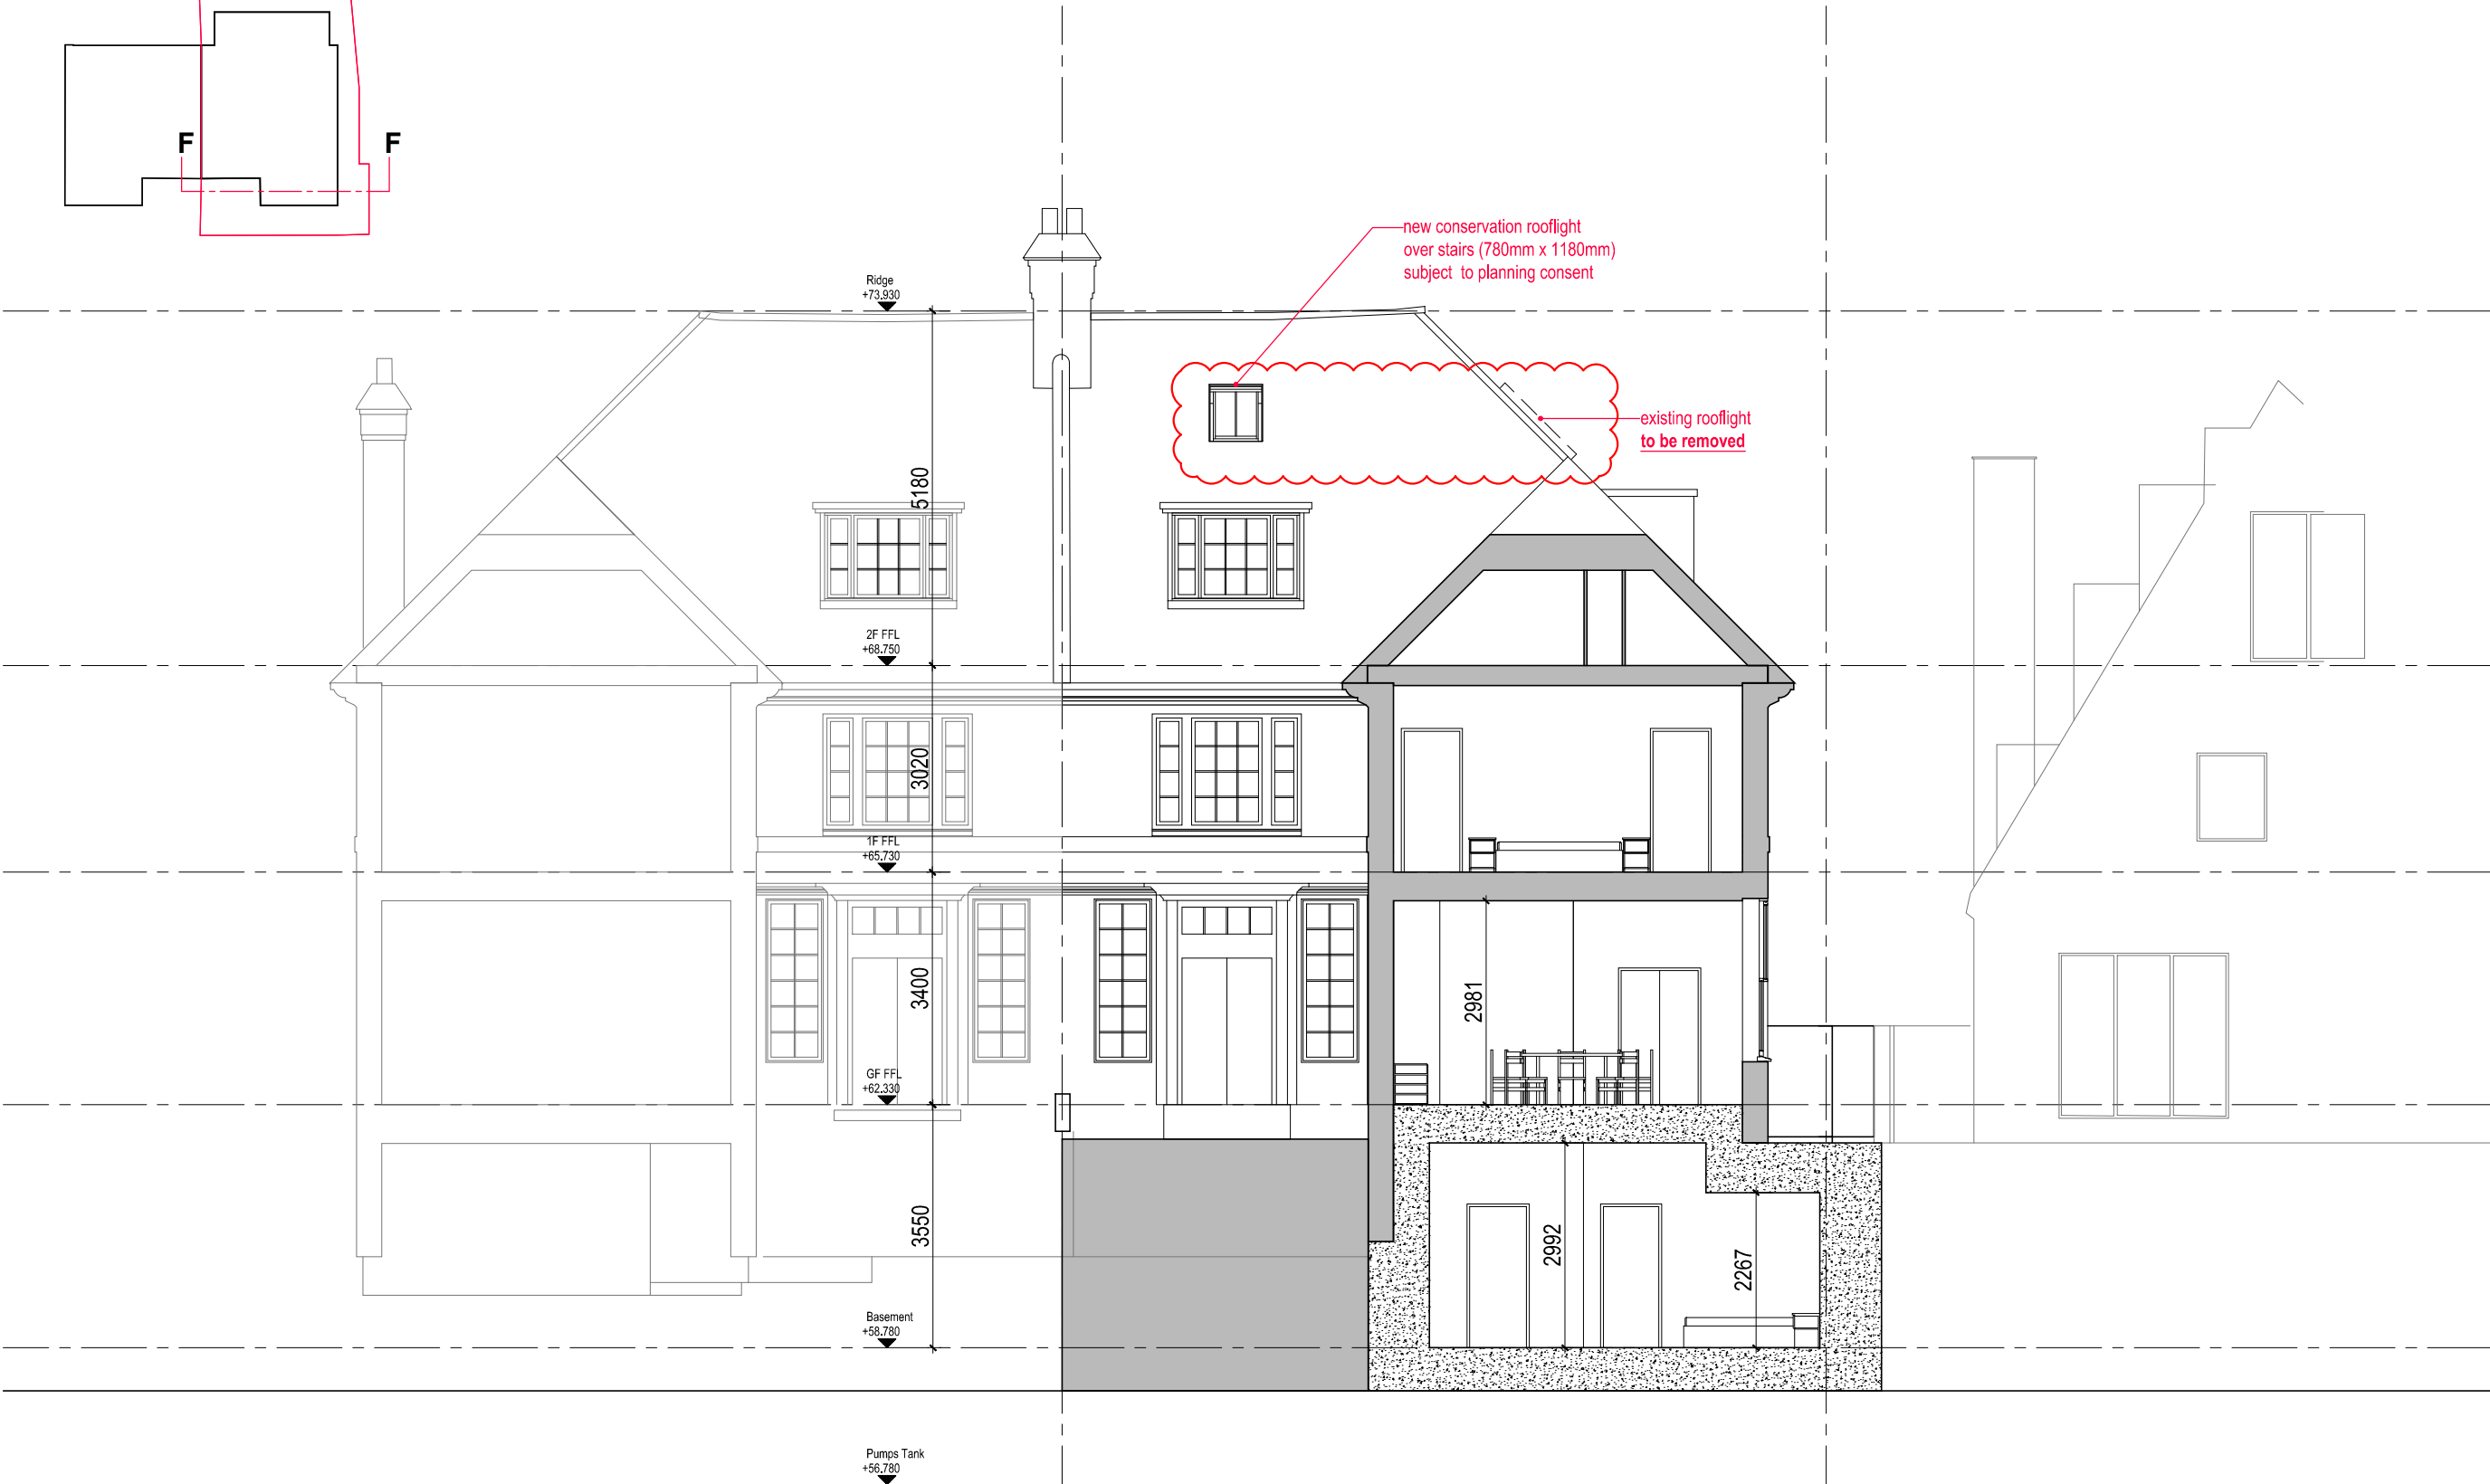 F
F
new conservation rooflight
over stairs (780mm x 1180mm)
subject to planning consent
Ridge
+73.930
existing rooflight
to be removed
5180
2F FFL
+68.750
3020
1F FFL
+65.730
3400
2981
GF FFL
+62.330
3550
2992
2267
Basement
+58.780
Pumps Tank
+56.780